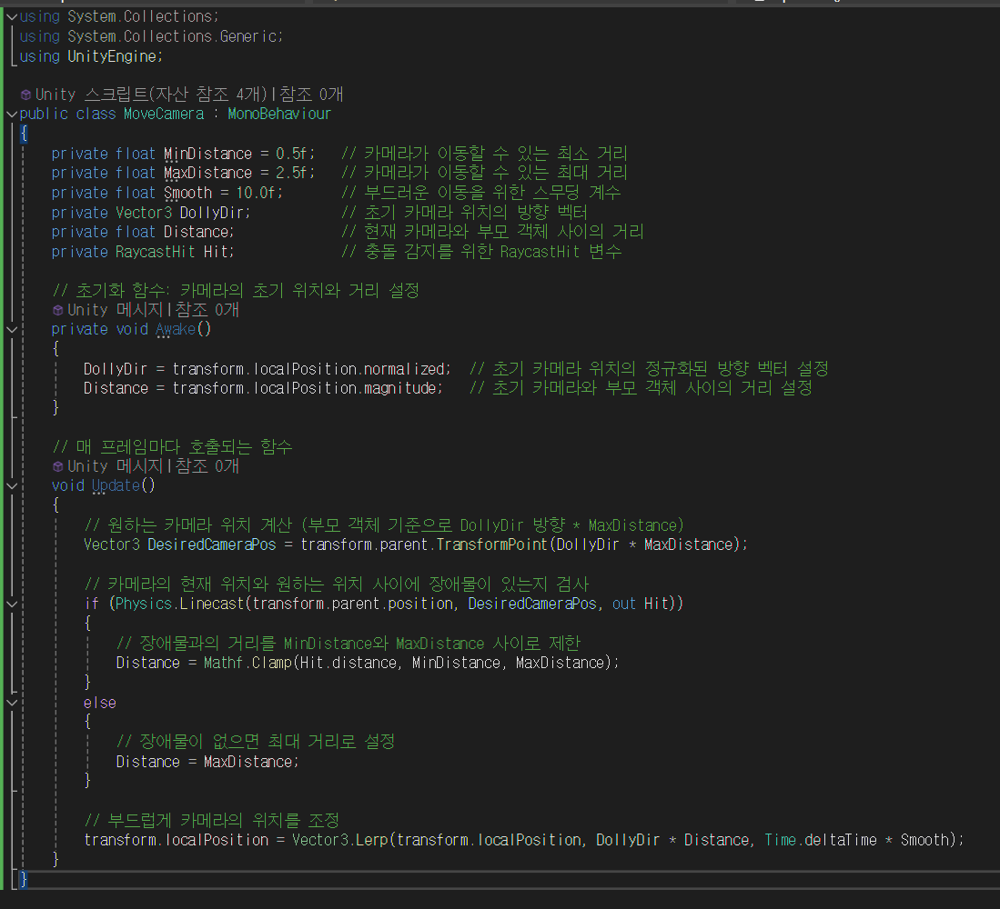 using System.Collections;
using System.Collections.Generic;
using UnityEngine;
Unity 스크립트(자산 참조 4개)|참조 0개
public class MoveCamera : MonoBehaviour
{
private float MinDistance = 0.5f; // 카메라가 이동할 수 있는 최소 거리
private float MaxDistance = 2.5f; // 카메라가 이동할 수 있는 최대 거리
private float Smooth = 10.0f; // 부드러운 이동을 위한 스무딩 계수
private Vector3 DollyDir; // 초기 카메라 위치의 방향 벡터
private float Distance; // 현재 카메라와 부모 객체 사이의 거리
private RaycastHit Hit; // 충돌 감지를 위한 RaycastHit 변수
// 초기화 함수: 카메라의 초기 위치와 거리 설정
Unity 메시지|참조 0개
private void Awake()
{
DollyDir = transform.localPosition.normalized; // 초기 카메라 위치의 정규화된 방향 벡터 설정
Distance = transform.localPosition.magnitude; // 초기 카메라와 부모 객체 사이의 거리 설정
}
// 매 프레임마다 호출되는 함수
Unity 메시지|참조 0개
void Update()
{
// 원하는 카메라 위치 계산 (부모 객체 기준으로 DollyDir 방향 * MaxDistance)
Vector3 DesiredCameraPos = transform.parent.TransformPoint(DollyDir * MaxDistance);
// 카메라의 현재 위치와 원하는 위치 사이에 장애물이 있는지 검사
if (Physics.Linecast(transform.parent.position, DesiredCameraPos, out Hit))
{
// 장애물과의 거리를 MinDistance와 MaxDistance 사이로 제한
Distance = Mathf.Clamp(Hit.distance, MinDistance, MaxDistance);
}
else
{
// 장애물이 없으면 최대 거리로 설정
Distance = MaxDistance;
}
// 부드럽게 카메라의 위치를 조정
transform.localPosition = Vector3.Lerp(transform.localPosition, DollyDir * Distance, Time.deltaTime * Smooth);
}
}